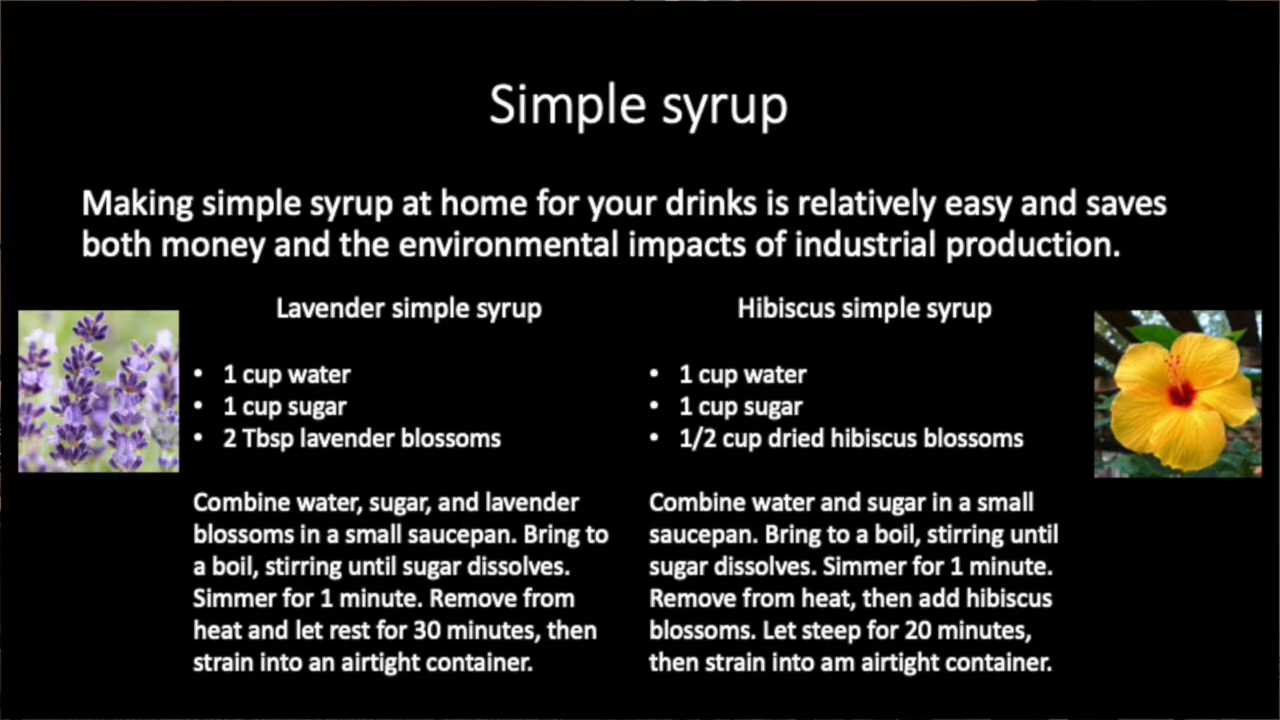 Simple syrup
Making simple syrup at home for your drinks is relatively easy and saves
both money and the environmental impacts of industrial production.
Lavender simple syrup
• 1 cup water
• 1 cup sugar
• 2 Tbsp lavender blossoms
Combine water, sugar, and lavender
blossoms in a small saucepan. Bring to
a boil, stirring until sugar dissolves.
Simmer for 1 minute. Remove from
heat and let rest for 30 minutes, then
strain into an airtight container.
Hibiscus simple syrup
• 1 cup water
• 1 cup sugar
• 1/2 cup dried hibiscus blossoms
Combine water and sugar in a small
saucepan. Bring to a boil, stirring until
sugar dissolves. Simmer for 1 minute.
Remove from heat, then add hibiscus
blossoms. Let steep for 20 minutes,
then strain into am airtight container.